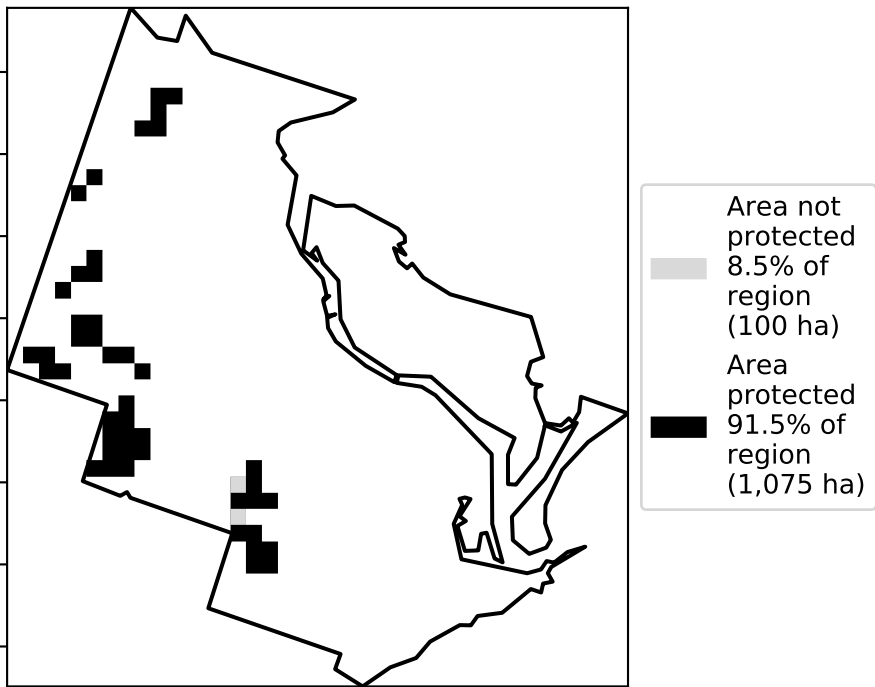 Area not
protected
8.5% of
region
(100 ha)
Area
protected
91.5% of
region
(1,075 ha)